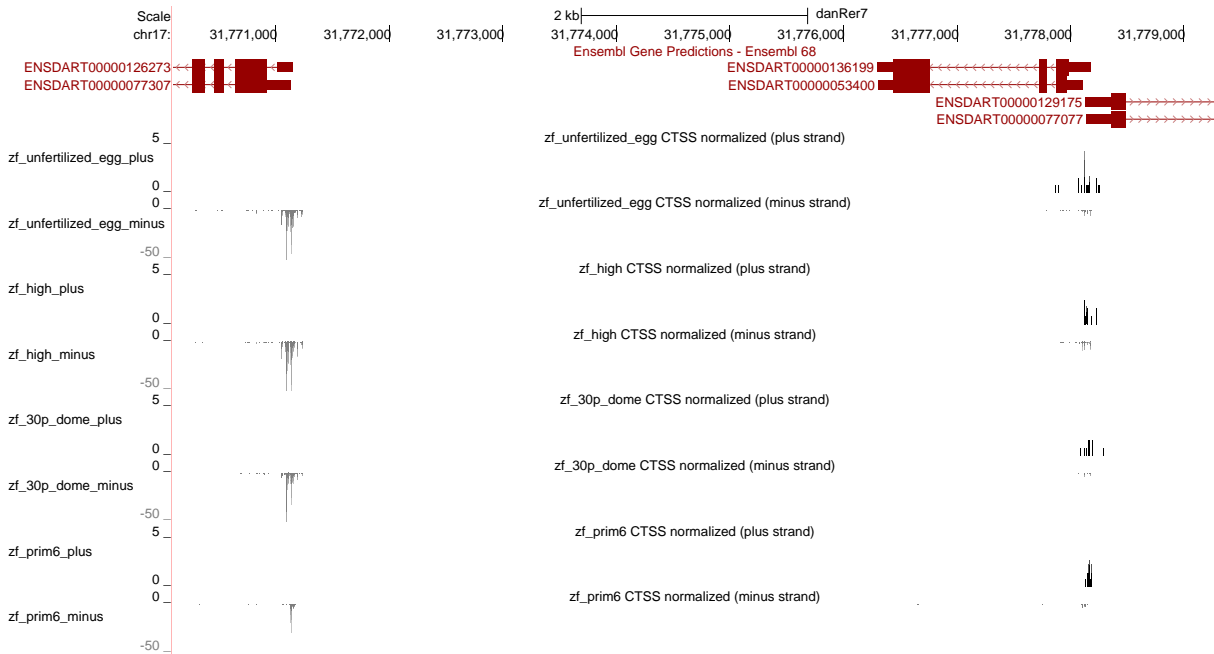 Scale 2 kb danRer7
chr17: 31,771,000 31,772,000 31,773,000 31,774,000 31,775,000 31,776,000 31,777,000 31,778,000 31,779,000
Ensembl Gene Predictions - Ensembl 68
ENSDART00000126273 ENSDART00000136199
ENSDART00000077307 ENSDART00000053400
ENSDART00000129175
ENSDART00000077077
zf_unfertilized_egg CTSS normalized (plus strand)
5
zf_unfertilized_egg_plus
0
zf_unfertilized_egg CTSS normalized (minus strand)
0
zf_unfertilized_egg_minus
-50
zf_high CTSS normalized (plus strand)
5
zf_high_plus
0
zf_high CTSS normalized (minus strand)
0
zf_high_minus
-50
zf_30p_dome CTSS normalized (plus strand)
5
zf_30p_dome_plus
0
zf_30p_dome CTSS normalized (minus strand)
0
zf_30p_dome_minus
-50
zf_prim6 CTSS normalized (plus strand)
5
zf_prim6_plus
0
zf_prim6 CTSS normalized (minus strand)
0
zf_prim6_minus
-50